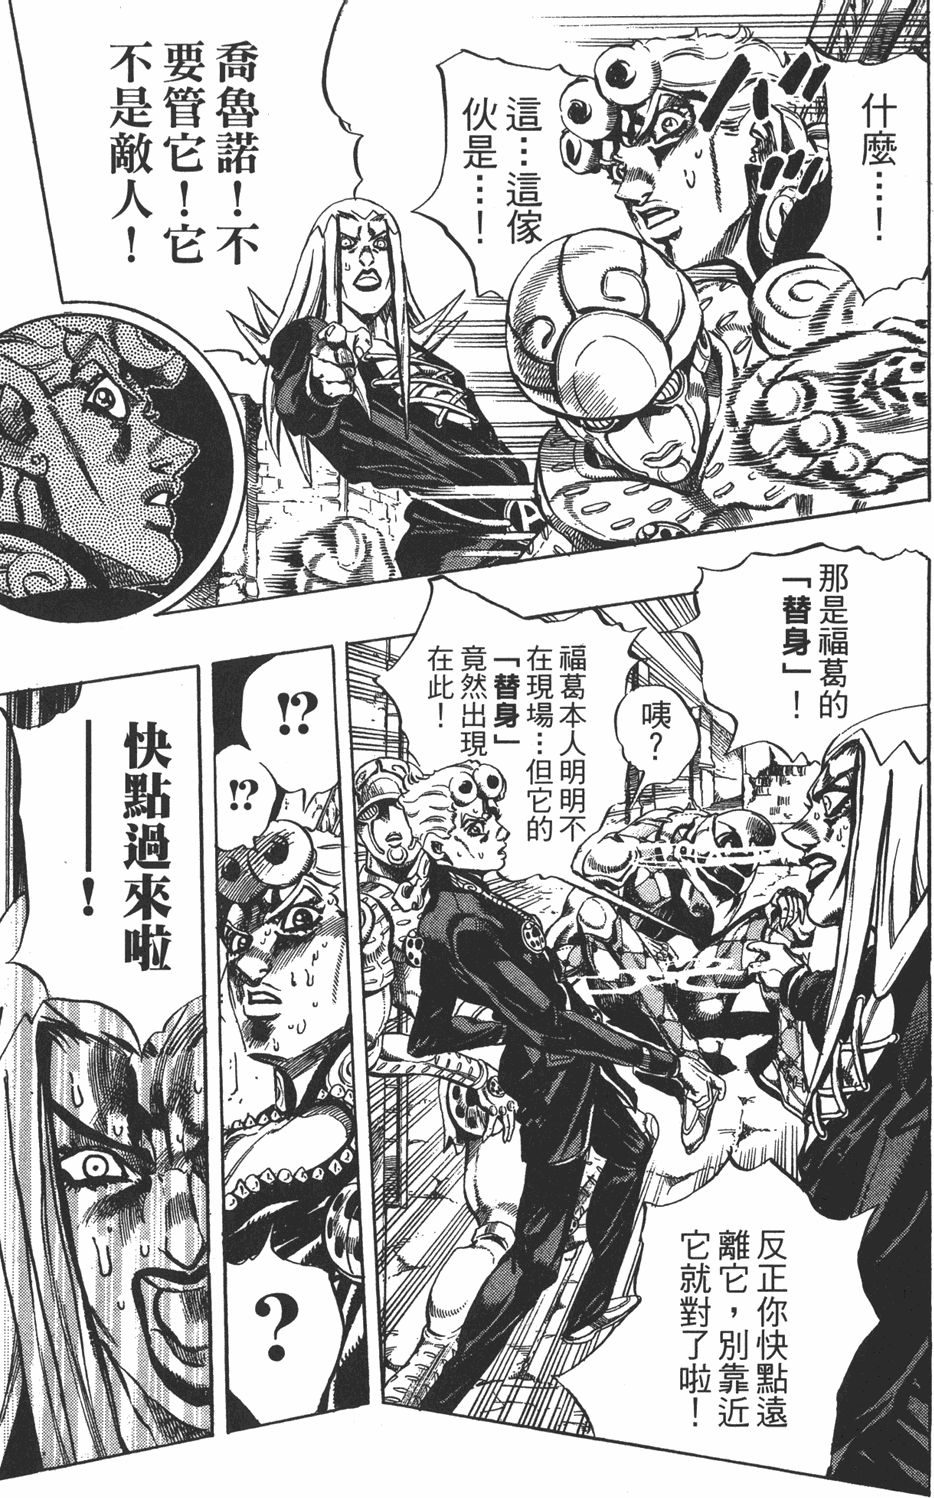 什麼…！
這…這傢
伙是…！
喬魯諾！不
要管它！它
不是敵人！
那是福葛的
「替身」！
咦？
福葛本人明明不
在現場…但它的
「替身」
竟然出現
在此！
反正你快點遠
離它，別靠近
它就對了啦！
!?
!?
？
快點過來啦
——！